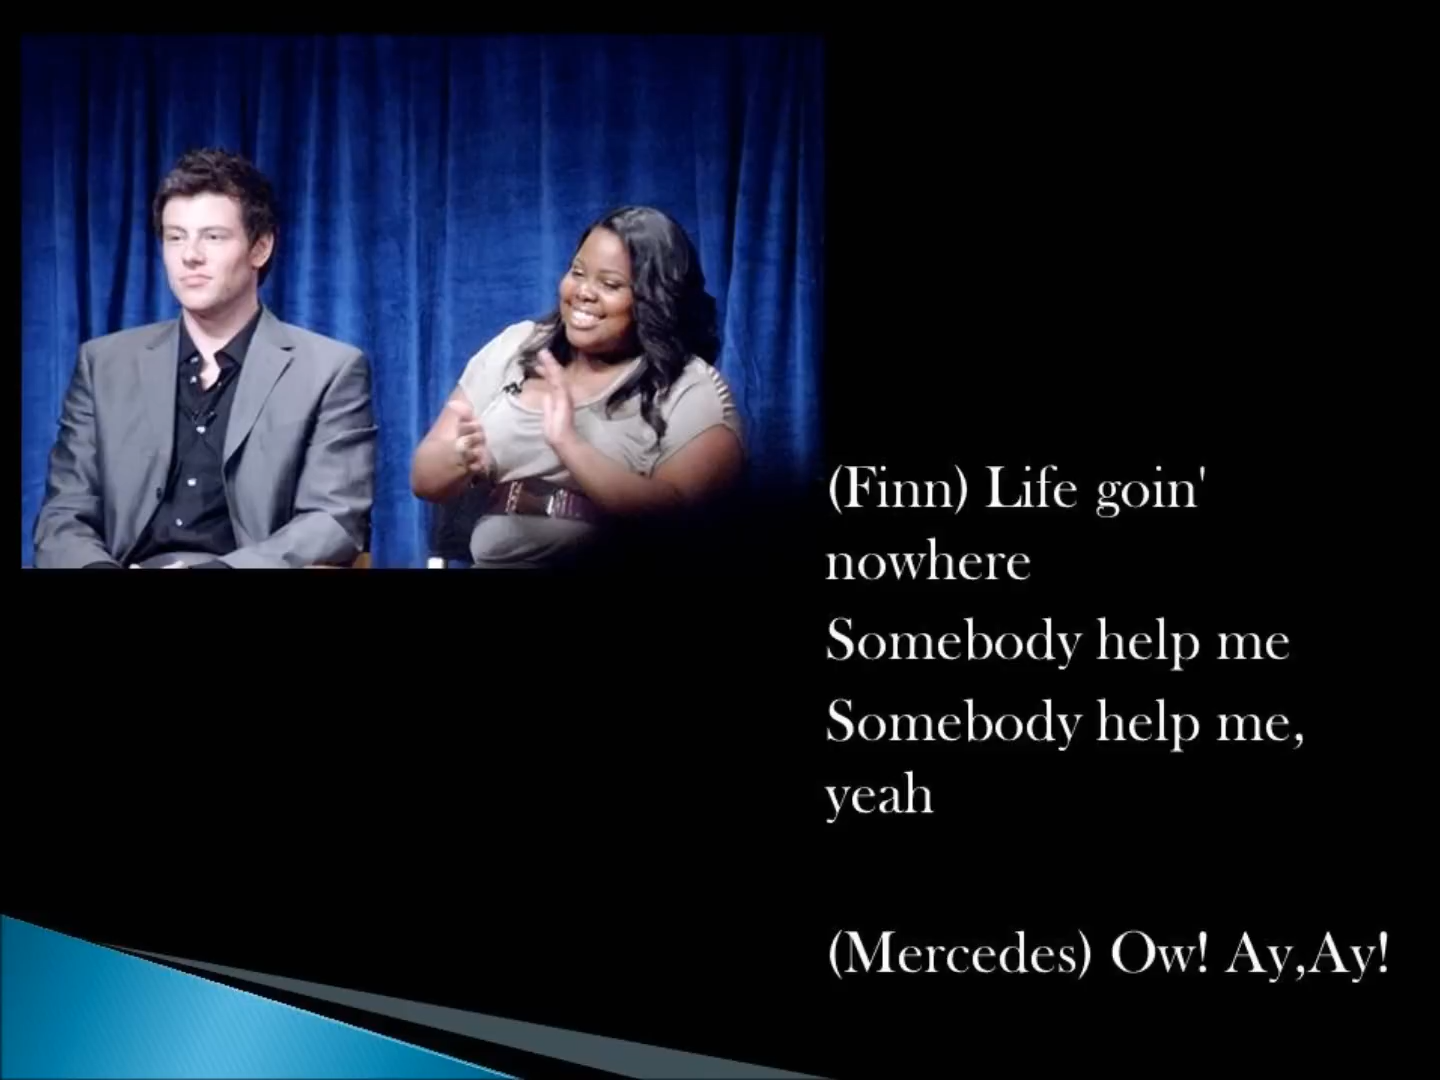 (Finn) Life goin'
nowhere
Somebody help me
Somebody help me,
yeah
(Mercedes) Ow! Ay,Ay!